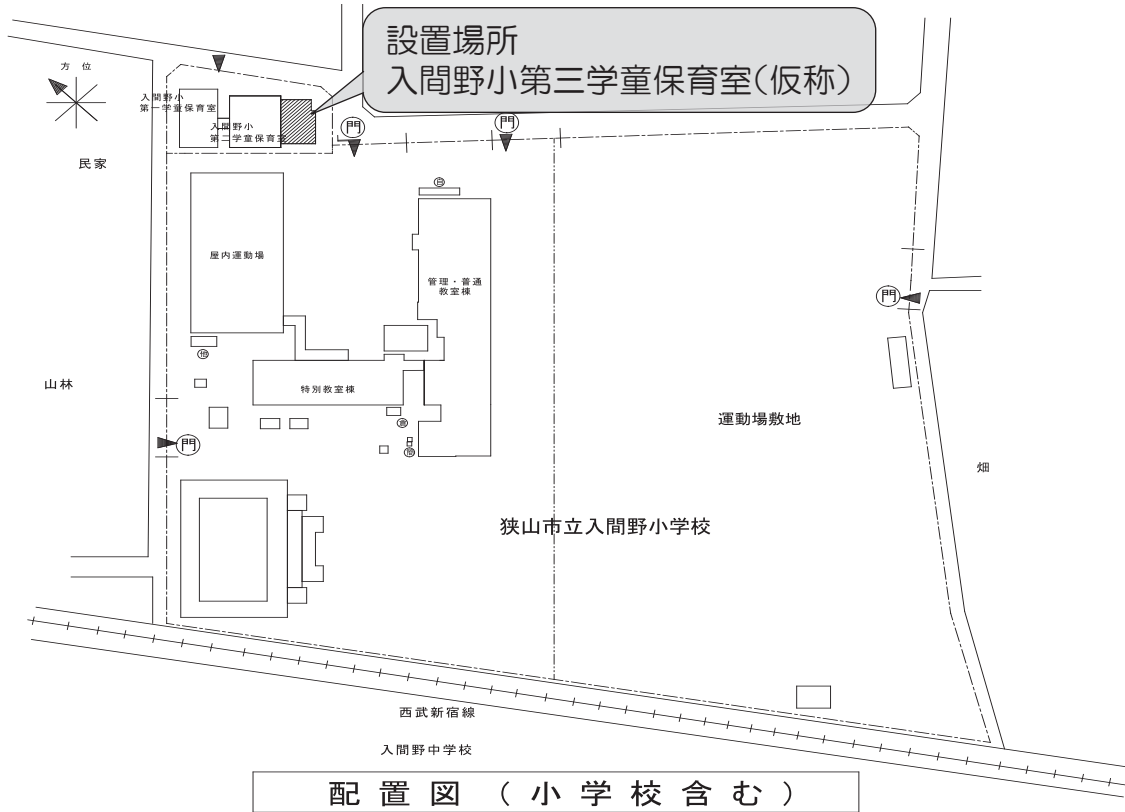 設置場所
入間野小第三学童保育室(仮称)
方 位
入間野小
第一学童保育室
入間野小
第二学童保育室
門
門
民家
自
屋内運動場
管理・普通
教室棟
門
山林
特別教室棟
運動場敷地
倉
門
畑
狭山市立入間野小学校
西武新宿線
入間野中学校
配 置 図 ( 小 学 校 含 む )